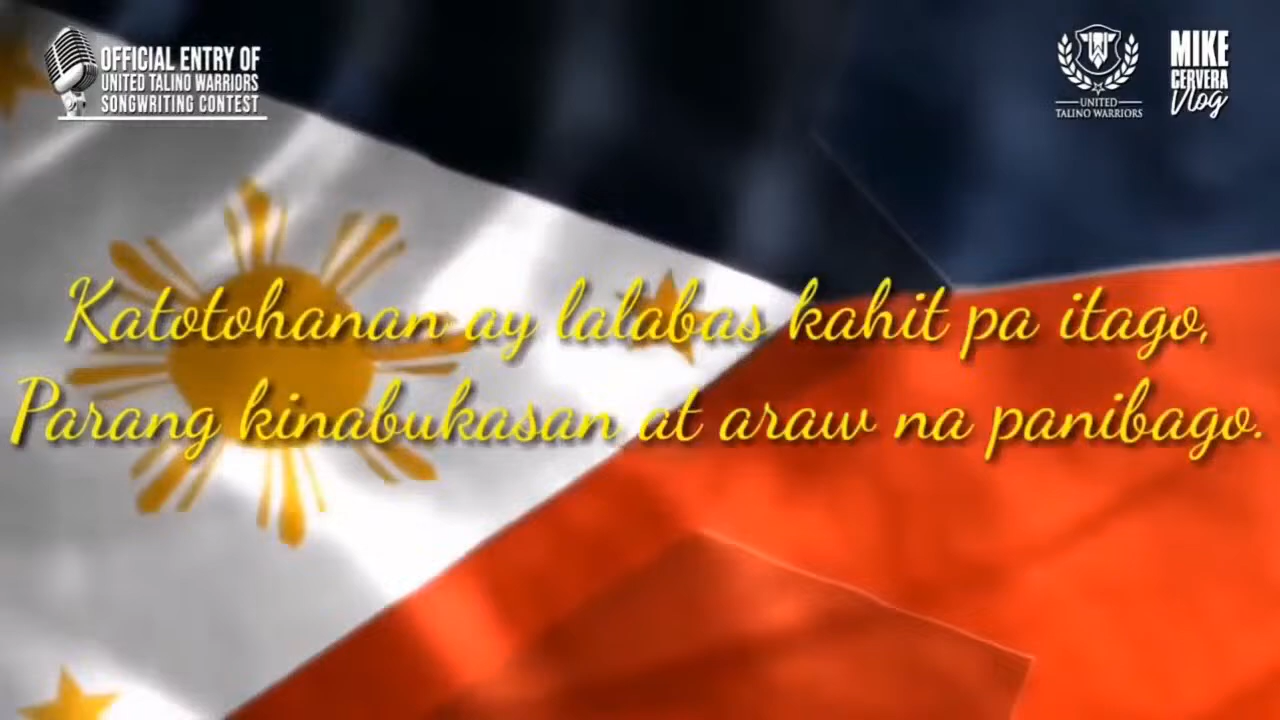 OFFICIAL ENTRY OF
UNITED TALINO WARRIORS
SONGWRITING CONTEST
UNITED
TALINO WARRIORS
MIKE
CERVERA
Vlog
Katotohanan ay lalabas kahit pa itago,
Parang kinabukasan at araw na panibago.